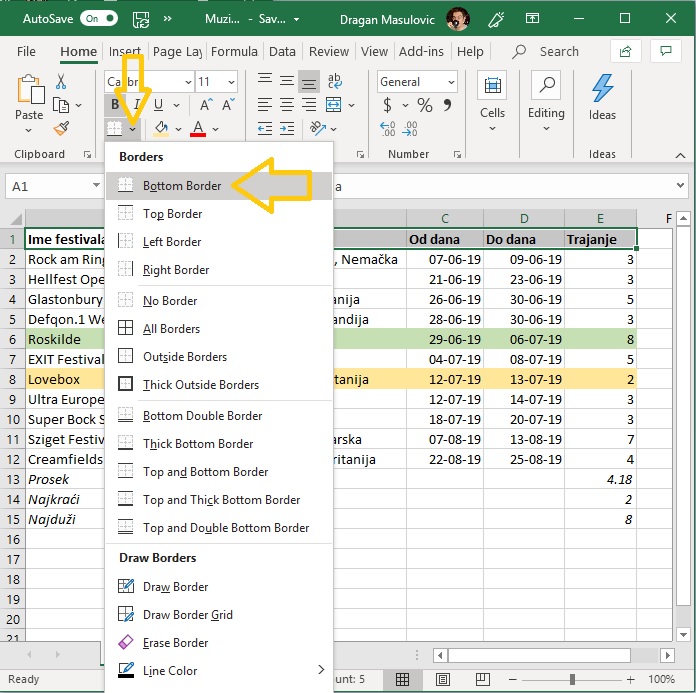 AutoSave On » Muzi... - Sav... Dragan Masulovic
File Home Insert Page Lay Formula Data Review View Add-ins Help Search
Calibri 11 General
Paste B I U A A ab $ % Cells Editing Ideas
A
Clipboard Number Ideas
A1 a
Borders
Bottom Border
Top Border
Left Border
Right Border
No Border
All Borders
Outside Borders
Thick Outside Borders
Bottom Double Border
Thick Bottom Border
Top and Bottom Border
Top and Thick Bottom Border
Top and Double Bottom Border
Draw Borders
Draw Border
Draw Border Grid
Erase Border
Line Color
C D E F
1 Ime festivala Od dana Do dana Trajanje
2 Rock am Ring , Nemačka 07-06-19 09-06-19 3
3 Hellfest Ope 21-06-19 23-06-19 3
4 Glastonbury anija 26-06-19 30-06-19 5
5 Defqon.1 We andija 28-06-19 30-06-19 3
6 Roskilde 29-06-19 06-07-19 8
7 EXIT Festival 04-07-19 08-07-19 5
8 Lovebox itanija 12-07-19 13-07-19 2
9 Ultra Europe 12-07-19 14-07-19 3
10 Super Bock S 18-07-19 20-07-19 3
11 Sziget Festiv arska 07-08-19 13-08-19 7
12 Creamfields ritanija 22-08-19 25-08-19 4
13 Prosek 4.18
14 Najkraći 2
15 Najduži 8
16
17
18
19
20
21
Ready unt: 5 100%